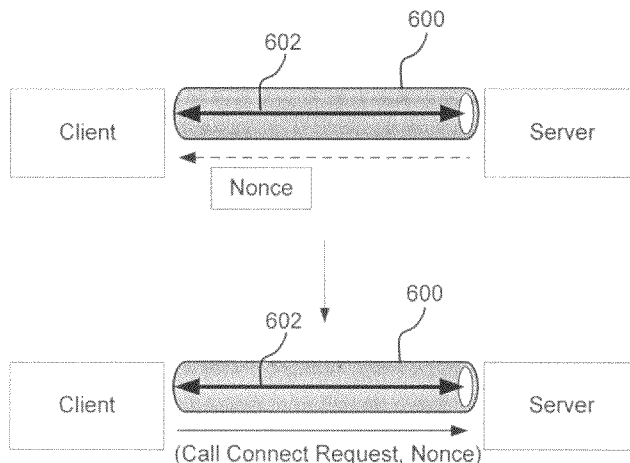 600
602
Client
Server
Nonce
600
602
Client
Server
(Call Connect Request, Nonce)